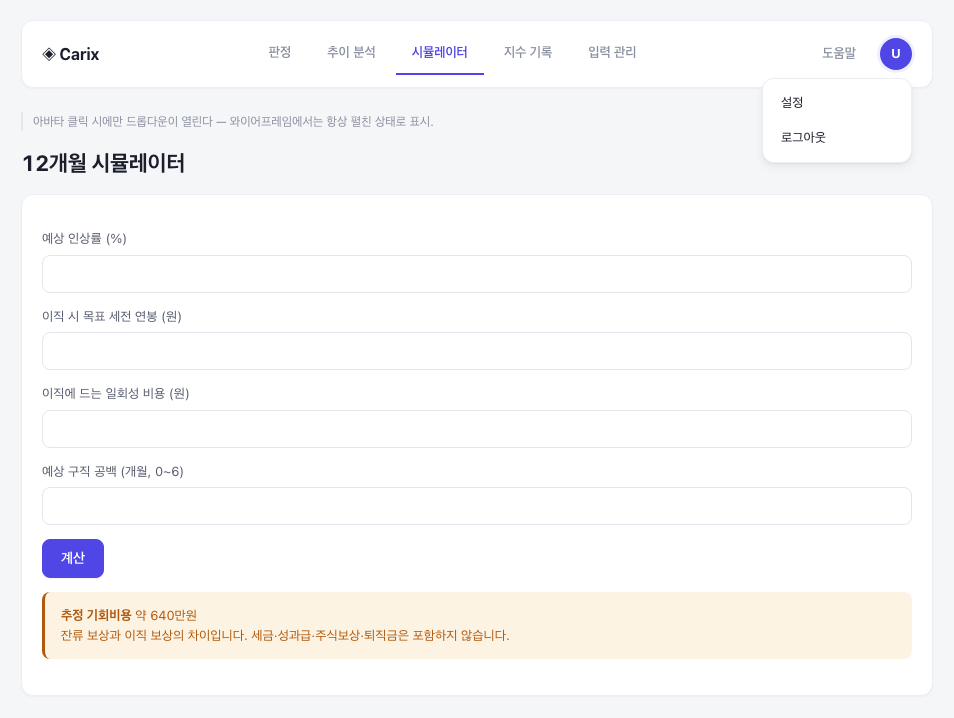 ◈ Carix
판정
추이 분석
시뮬레이터
지수 기록
입력 관리
도움말
U
설정
로그아웃
아바타 클릭 시에만 드롭다운이 열린다 — 와이어프레임에서는 항상 펼친 상태로 표시.
12개월 시뮬레이터
예상 인상률 (%)
이직 시 목표 세전 연봉 (원)
이직에 드는 일회성 비용 (원)
예상 구직 공백 (개월, 0~6)
계산
추정 기회비용 약 640만원
잔류 보상과 이직 보상의 차이입니다. 세금·성과급·주식보상·퇴직금은 포함하지 않습니다.